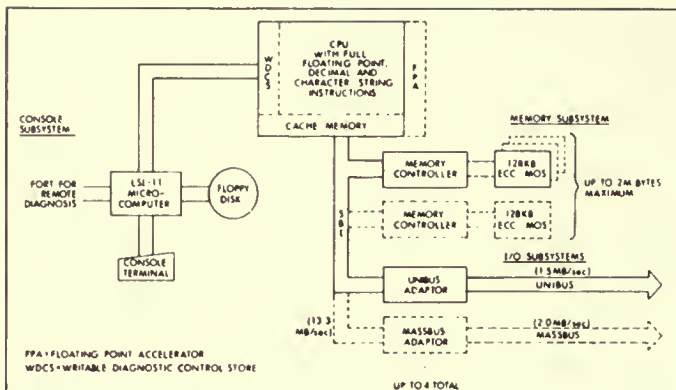 CPU
WITH FULL
FLOATING POINT,
DECIMAL AND
CHARACTER STRING
INSTRUCTIONS
WDCS
FPA
CACHE MEMORY
CONSOLE
SUBSYSTEM
PORT FOR
REMOTE
DIAGNOSIS
LSI-11
MICRO-
COMPUTER
FLOPPY
DISK
CONSOLE
TERMINAL
MEMORY SUBSYSTEM
MEMORY
CONTROLLER
128KB
ECC MOS
UP TO 2M BYTES
MAXIMUM
SBI
MEMORY
CONTROLLER
128KB
ECC MOS
I/O SUBSYSTEMS
UNIBUS
ADAPTOR
(1.5MB/sec)
UNIBUS
(13.3
MB/sec)
MASSBUS
ADAPTOR
(2.0MB/sec)
MASSBUS
FPA=FLOATING POINT ACCELERATOR
WDCS=WRITABLE DIAGNOSTIC CONTROL STORE
UP TO 4 TOTAL